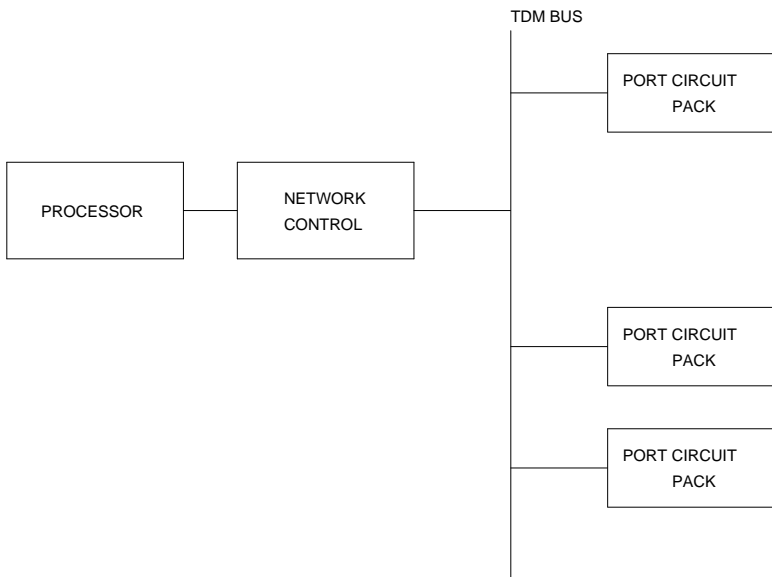 TDM BUS
PORT CIRCUIT
PACK
PROCESSOR
NETWORK
CONTROL
PORT CIRCUIT
PACK
PORT CIRCUIT
PACK